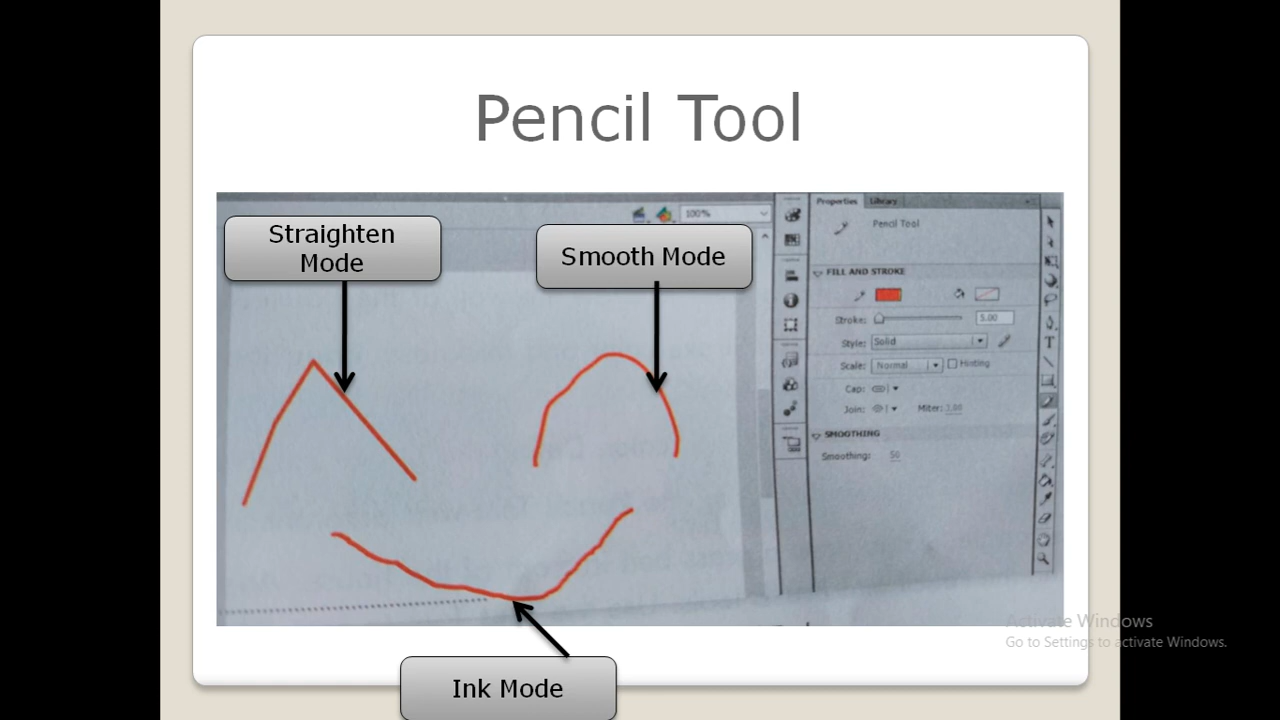 Pencil Tool
Straighten
Mode
Smooth Mode
100%
Properties Library
Pencil Tool
FILL AND STROKE
Stroke: 5.00
Style: Solid
Scale: Normal Hinting
Cap:
Join: Miter: 3.00
SMOOTHING
Smoothing: 50
Ink Mode
Activate Windows
Go to Settings to activate Windows.